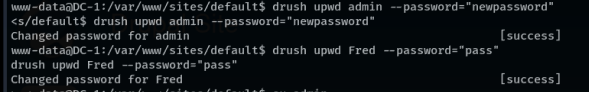 www-data@DC-1:/var/www/sites/default$ drush upwd admin --password="newpassword"
<s/default$ drush upwd admin --password="newpassword"
Changed password for admin [success]
www-data@DC-1:/var/www/sites/default$ drush upwd Fred --password="pass"
drush upwd Fred --password="pass"
Changed password for Fred [success]